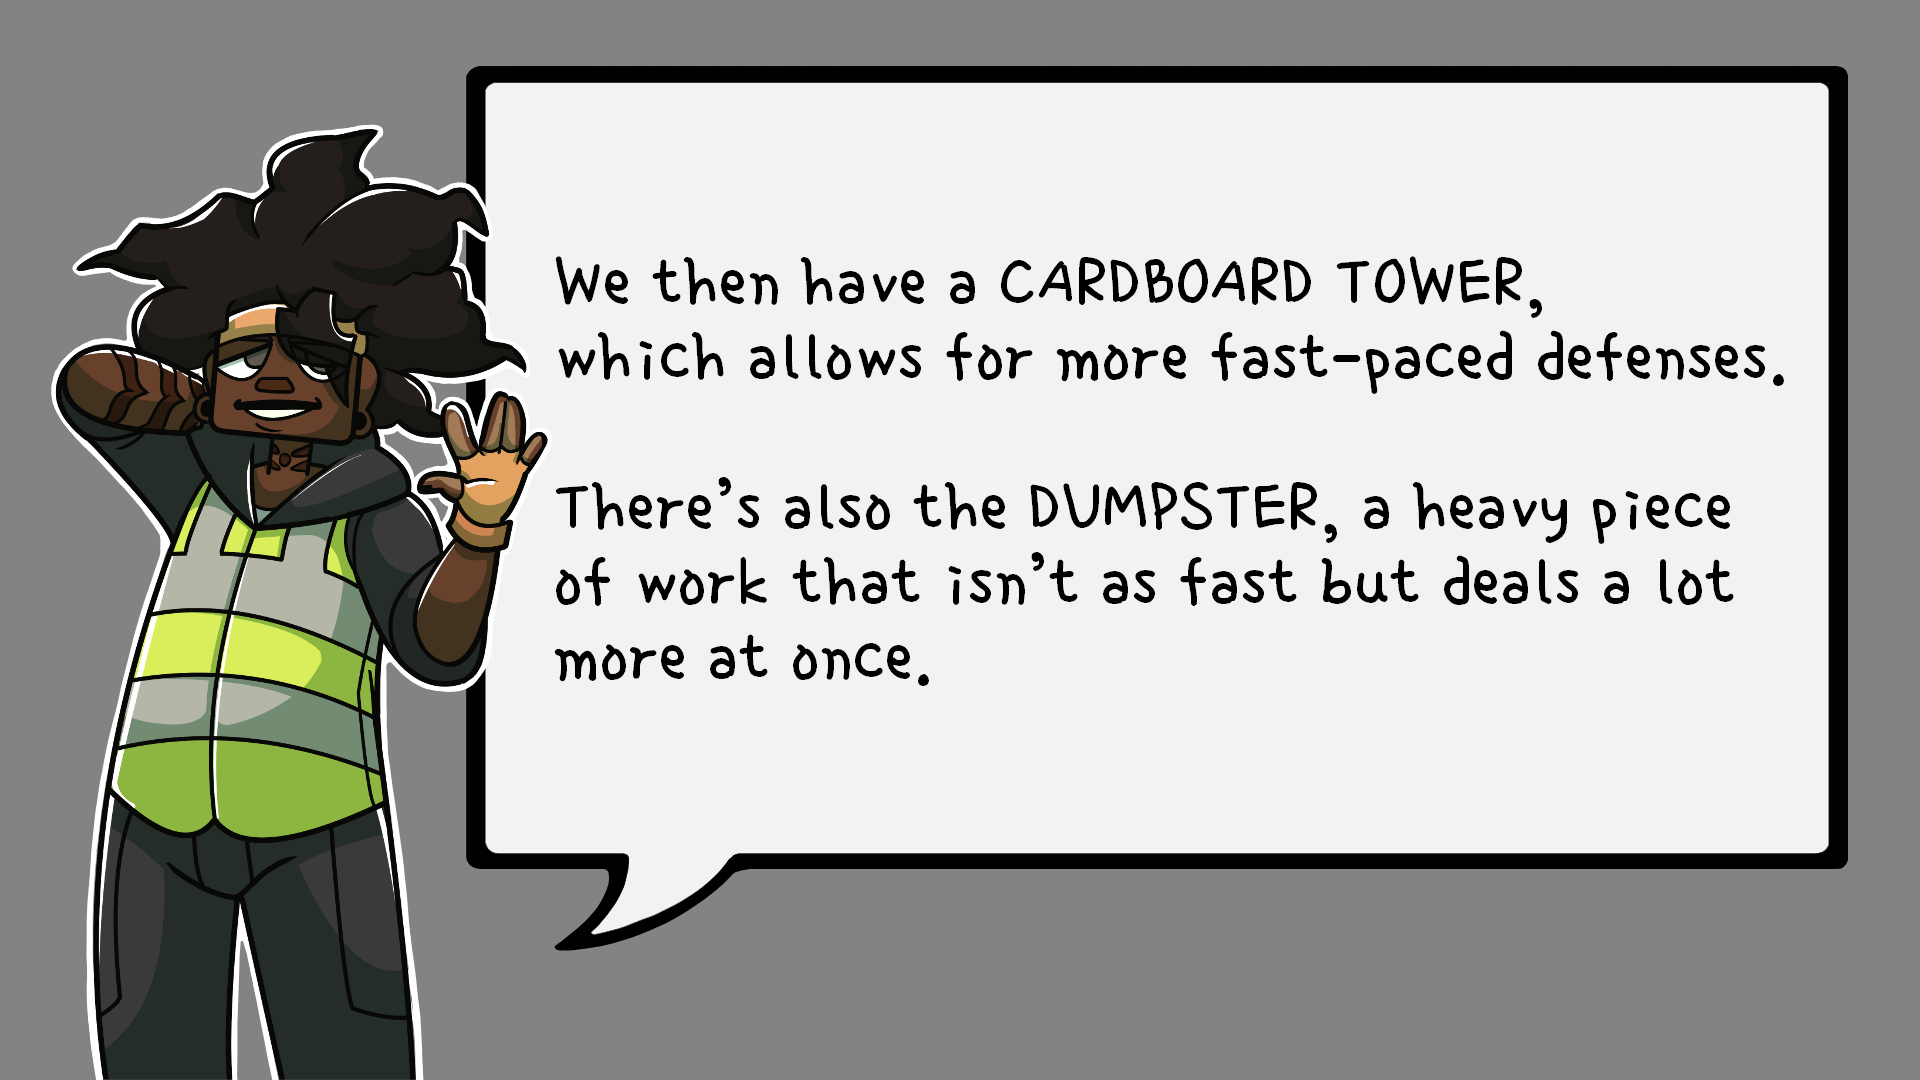 We then have a CARDBOARD TOWER,
which allows for more fast-paced defenses.
There's also the DUMPSTER, a heavy piece
of work that isn't as fast but deals a lot
more at once.